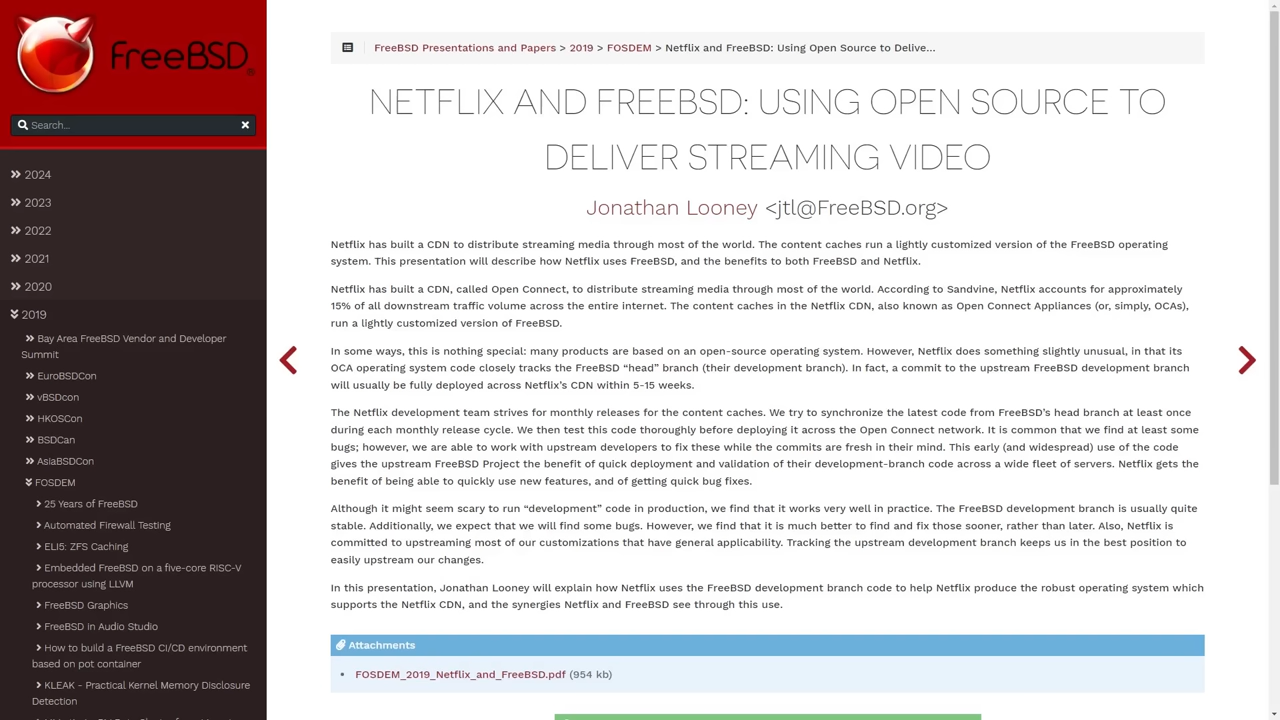 FreeBSD
Search...
2024
2023
2022
2021
2020
2019
Bay Area FreeBSD Vendor and Developer
Summit
EuroBSDCon
vBSDcon
HKOSCon
BSDCan
AsiaBSDCon
FOSDEM
25 Years of FreeBSD
Automated Firewall Testing
ELI5: ZFS Caching
Embedded FreeBSD on a five-core RISC-V
processor using LLVM
FreeBSD Graphics
FreeBSD in Audio Studio
How to build a FreeBSD CI/CD environment
based on pot container
KLEAK - Practical Kernel Memory Disclosure
Detection
FreeBSD Presentations and Papers > 2019 > FOSDEM > Netflix and FreeBSD: Using Open Source to Delive...
NETFLIX AND FREEBSD: USING OPEN SOURCE TO
DELIVER STREAMING VIDEO
Jonathan Looney <jtl@FreeBSD.org>
Netflix has built a CDN to distribute streaming media through most of the world. The content caches run a lightly customized version of the FreeBSD operating
system. This presentation will describe how Netflix uses FreeBSD, and the benefits to both FreeBSD and Netflix.
Netflix has built a CDN, called Open Connect, to distribute streaming media through most of the world. According to Sandvine, Netflix accounts for approximately
15% of all downstream traffic volume across the entire internet. The content caches in the Netflix CDN, also known as Open Connect Appliances (or, simply, OCAs),
run a lightly customized version of FreeBSD.
In some ways, this is nothing special: many products are based on an open-source operating system. However, Netflix does something slightly unusual, in that its
OCA operating system code closely tracks the FreeBSD “head” branch (their development branch). In fact, a commit to the upstream FreeBSD development branch
will usually be fully deployed across Netflix’s CDN within 5-15 weeks.
The Netflix development team strives for monthly releases for the content caches. We try to synchronize the latest code from FreeBSD’s head branch at least once
during each monthly release cycle. We then test this code thoroughly before deploying it across the Open Connect network. It is common that we find at least some
bugs; however, we are able to work with upstream developers to fix these while the commits are fresh in their mind. This early (and widespread) use of the code
gives the upstream FreeBSD Project the benefit of quick deployment and validation of their development-branch code across a wide fleet of servers. Netflix gets the
benefit of being able to quickly use new features, and of getting quick bug fixes.
Although it might seem scary to run “development” code in production, we find that it works very well in practice. The FreeBSD development branch is usually quite
stable. Additionally, we expect that we will find some bugs. However, we find that it is much better to find and fix those sooner, rather than later. Also, Netflix is
committed to upstreaming most of our customizations that have general applicability. Tracking the upstream development branch keeps us in the best position to
easily upstream our changes.
In this presentation, Jonathan Looney will explain how Netflix uses the FreeBSD development branch code to help Netflix produce the robust operating system which
supports the Netflix CDN, and the synergies Netflix and FreeBSD see through this use.
Attachments
FOSDEM_2019_Netflix_and_FreeBSD.pdf (954 kb)